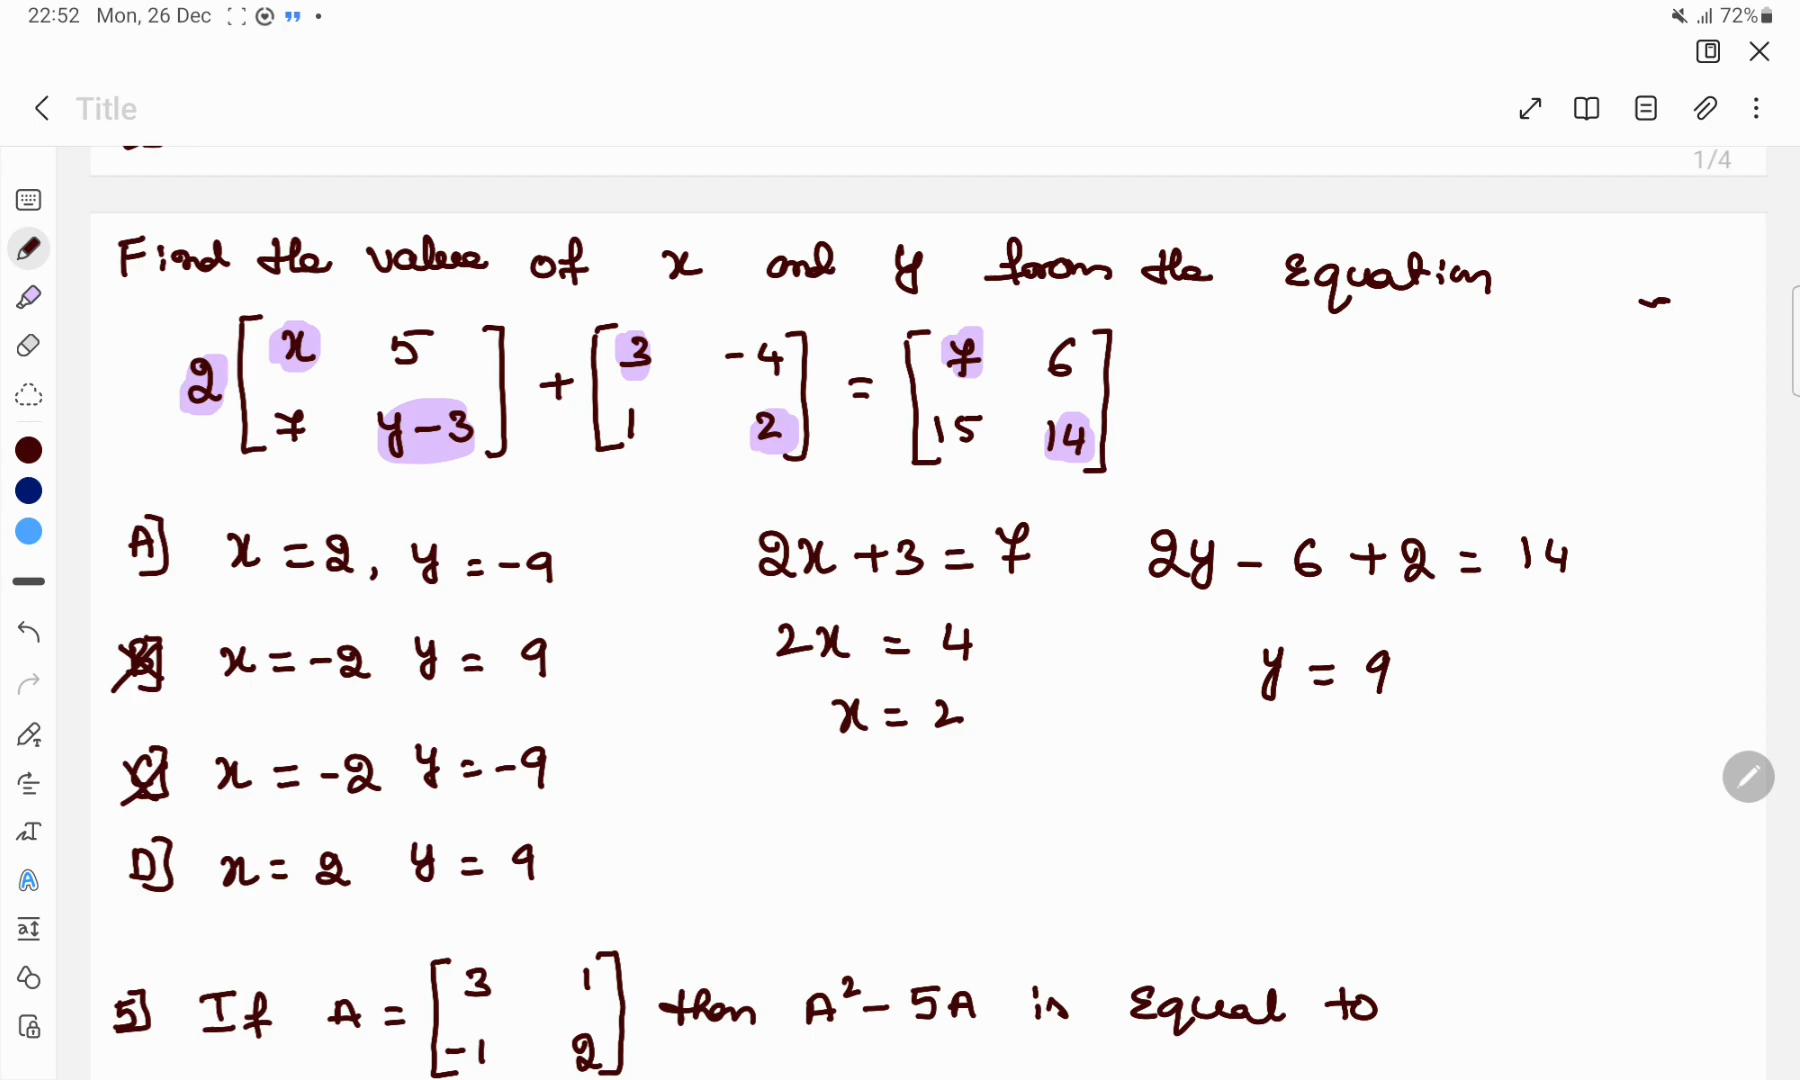 22:52 Mon, 26 Dec 72%
Title
1/4
Find the value of x and y from the Equation
2 [ x 5 ; 7 y-3 ] + [ 3 -4 ; 1 2 ] = [ 7 6 ; 15 14 ]
A] x = 2, y = -9
B] x = -2 y = 9
C] x = -2 y = -9
D] x = 2 y = 9
2x + 3 = 7
2x = 4
x = 2
2y - 6 + 2 = 14
y = 9
5] If A = [ 3 1 ; -1 2 ] then A² - 5A is Equal to